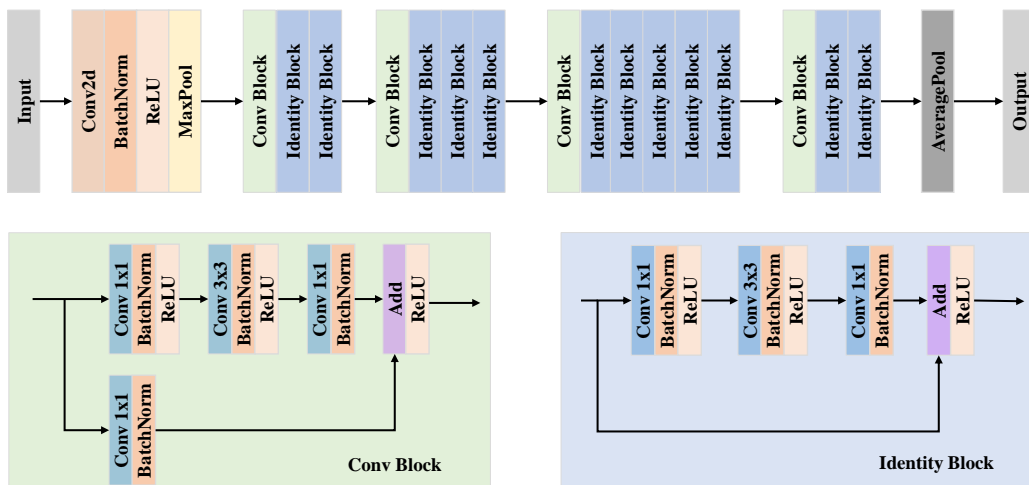 Input
Conv2d
BatchNorm
ReLU
MaxPool
Conv Block
Identity Block
Identity Block
Conv Block
Identity Block
Identity Block
Identity Block
Conv Block
Identity Block
Identity Block
Identity Block
Identity Block
Identity Block
Conv Block
Identity Block
Identity Block
AveragePool
Output
Conv 1x1
BatchNorm
ReLU
Conv 3x3
BatchNorm
ReLU
Conv 1x1
BatchNorm
Add
ReLU
Conv 1x1
BatchNorm
Conv Block
Conv 1x1
BatchNorm
ReLU
Conv 3x3
BatchNorm
ReLU
Conv 1x1
BatchNorm
Add
ReLU
Identity Block